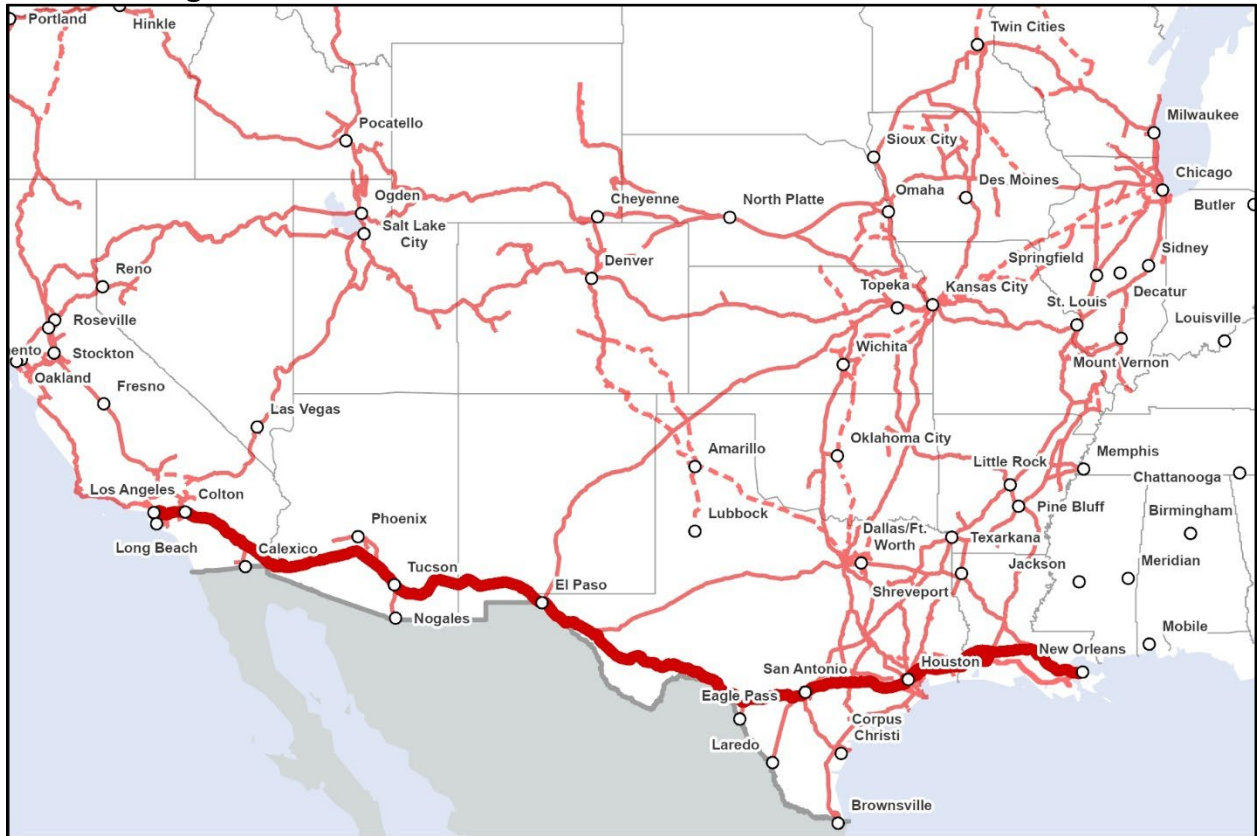 Portland
Hinkle
Twin Cities
Milwaukee
Pocatello
Sioux City
Chicago
Des Moines
Ogden
Cheyenne
North Platte
Omaha
Butler
Salt Lake
City
Sidney
Springfield
Denver
Reno
Topeka
Kansas City
Decatur
St. Louis
Roseville
Louisville
ento
Stockton
Wichita
Mount Vernon
Oakland
Fresno
Las Vegas
Amarillo
Oklahoma City
Memphis
Little Rock
Chattanooga
Los Angeles
Colton
Pine Bluff
Birmingham
Phoenix
Lubbock
Dallas/Ft.
Worth
Texarkana
Long Beach
Calexico
Jackson
Meridian
Tucson
El Paso
Shreveport
Nogales
Mobile
New Orleans
San Antonio
Houston
Eagle Pass
Corpus
Christi
Laredo
Brownsville